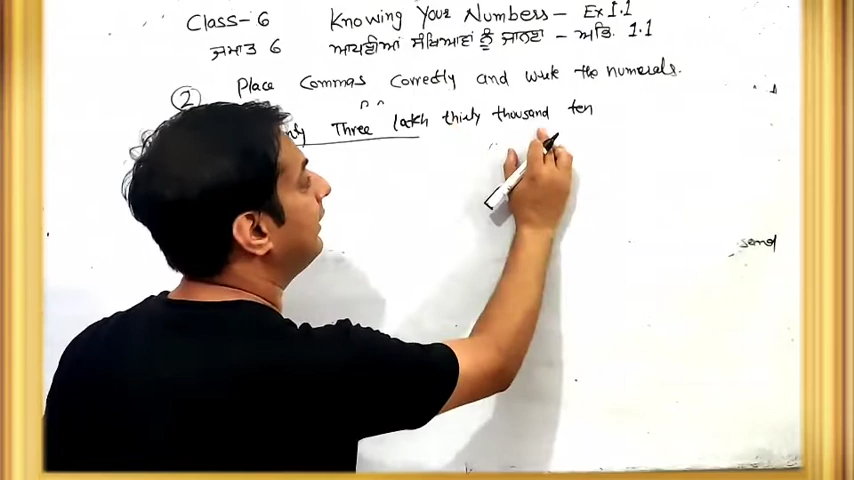 Class-6 Knowing Your Numbers- Ex 1.1
ਜਮਾਤ 6 ਆਪਣੀਆਂ ਸੰਖਿਆਵਾਂ ਨੂੰ ਜਾਨਣਾ - ਅਭਿ. 1.1
2 Place Commas Correctly and write the numerals.
Three lakh thirty thousand ten